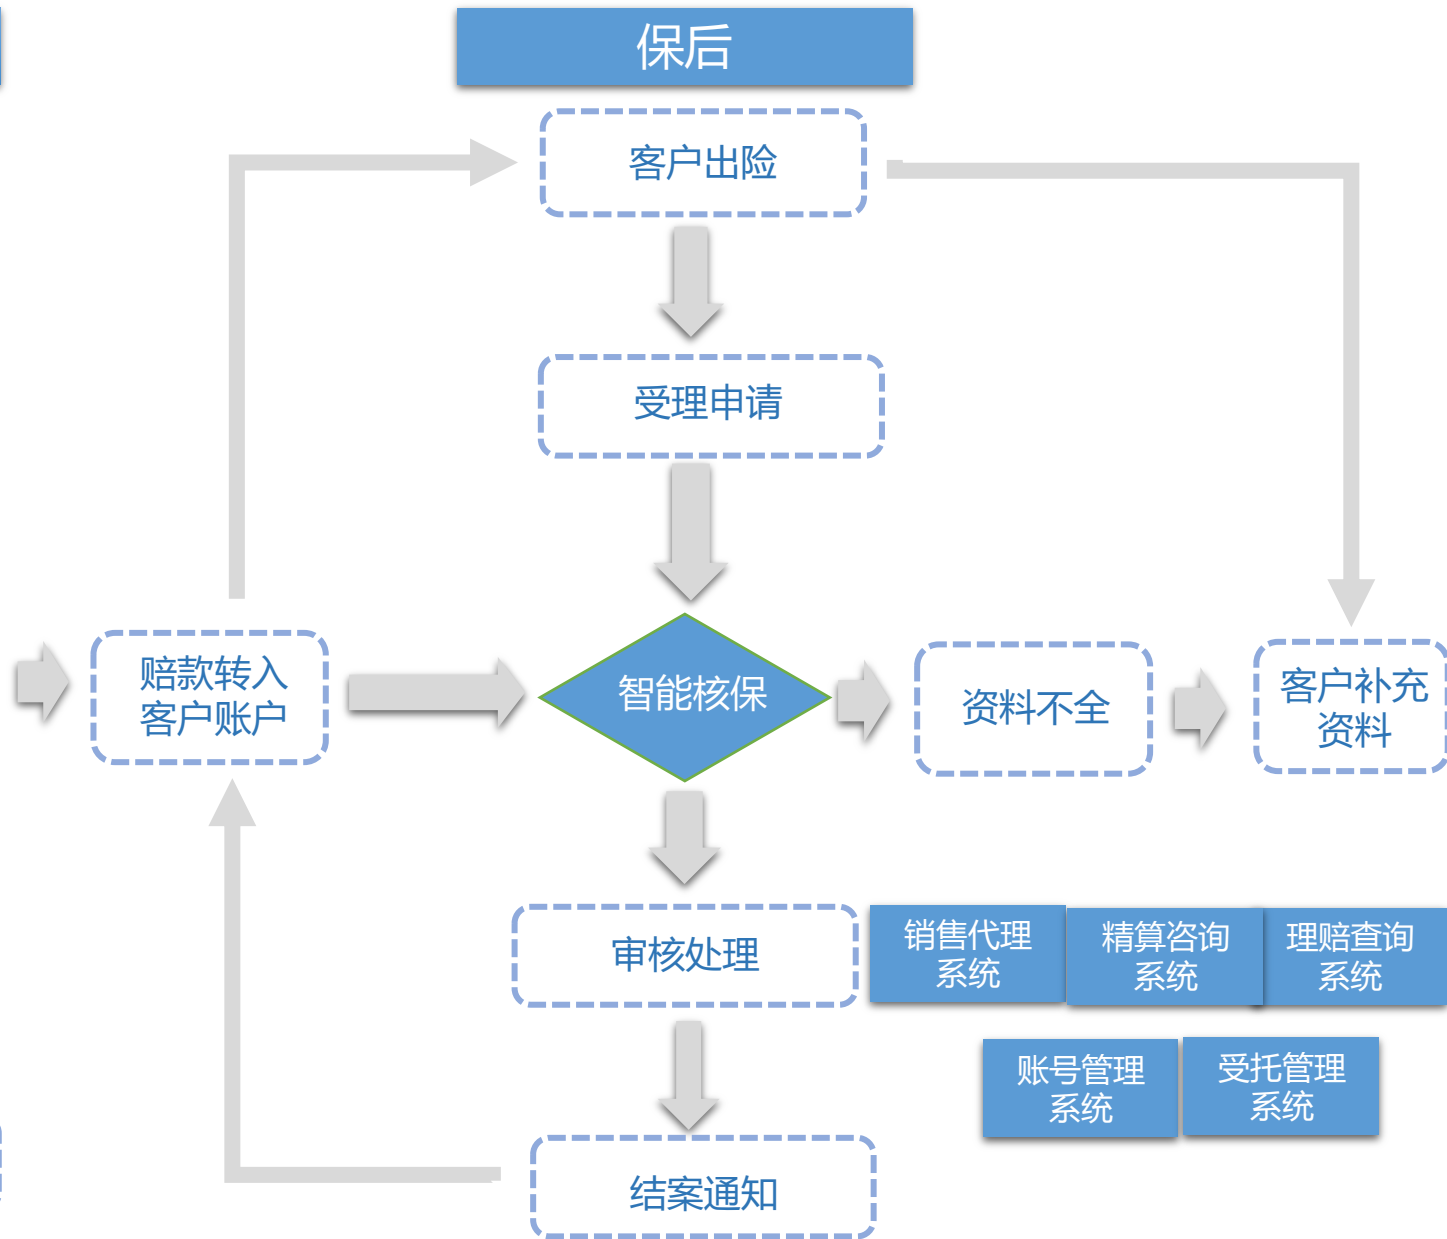 保后
客户出险
受理申请
赔款转入
客户账户
智能核保
资料不全
客户补充
资料
审核处理
销售代理
系统
精算咨询
系统
理赔查询
系统
账号管理
系统
受托管理
系统
结案通知